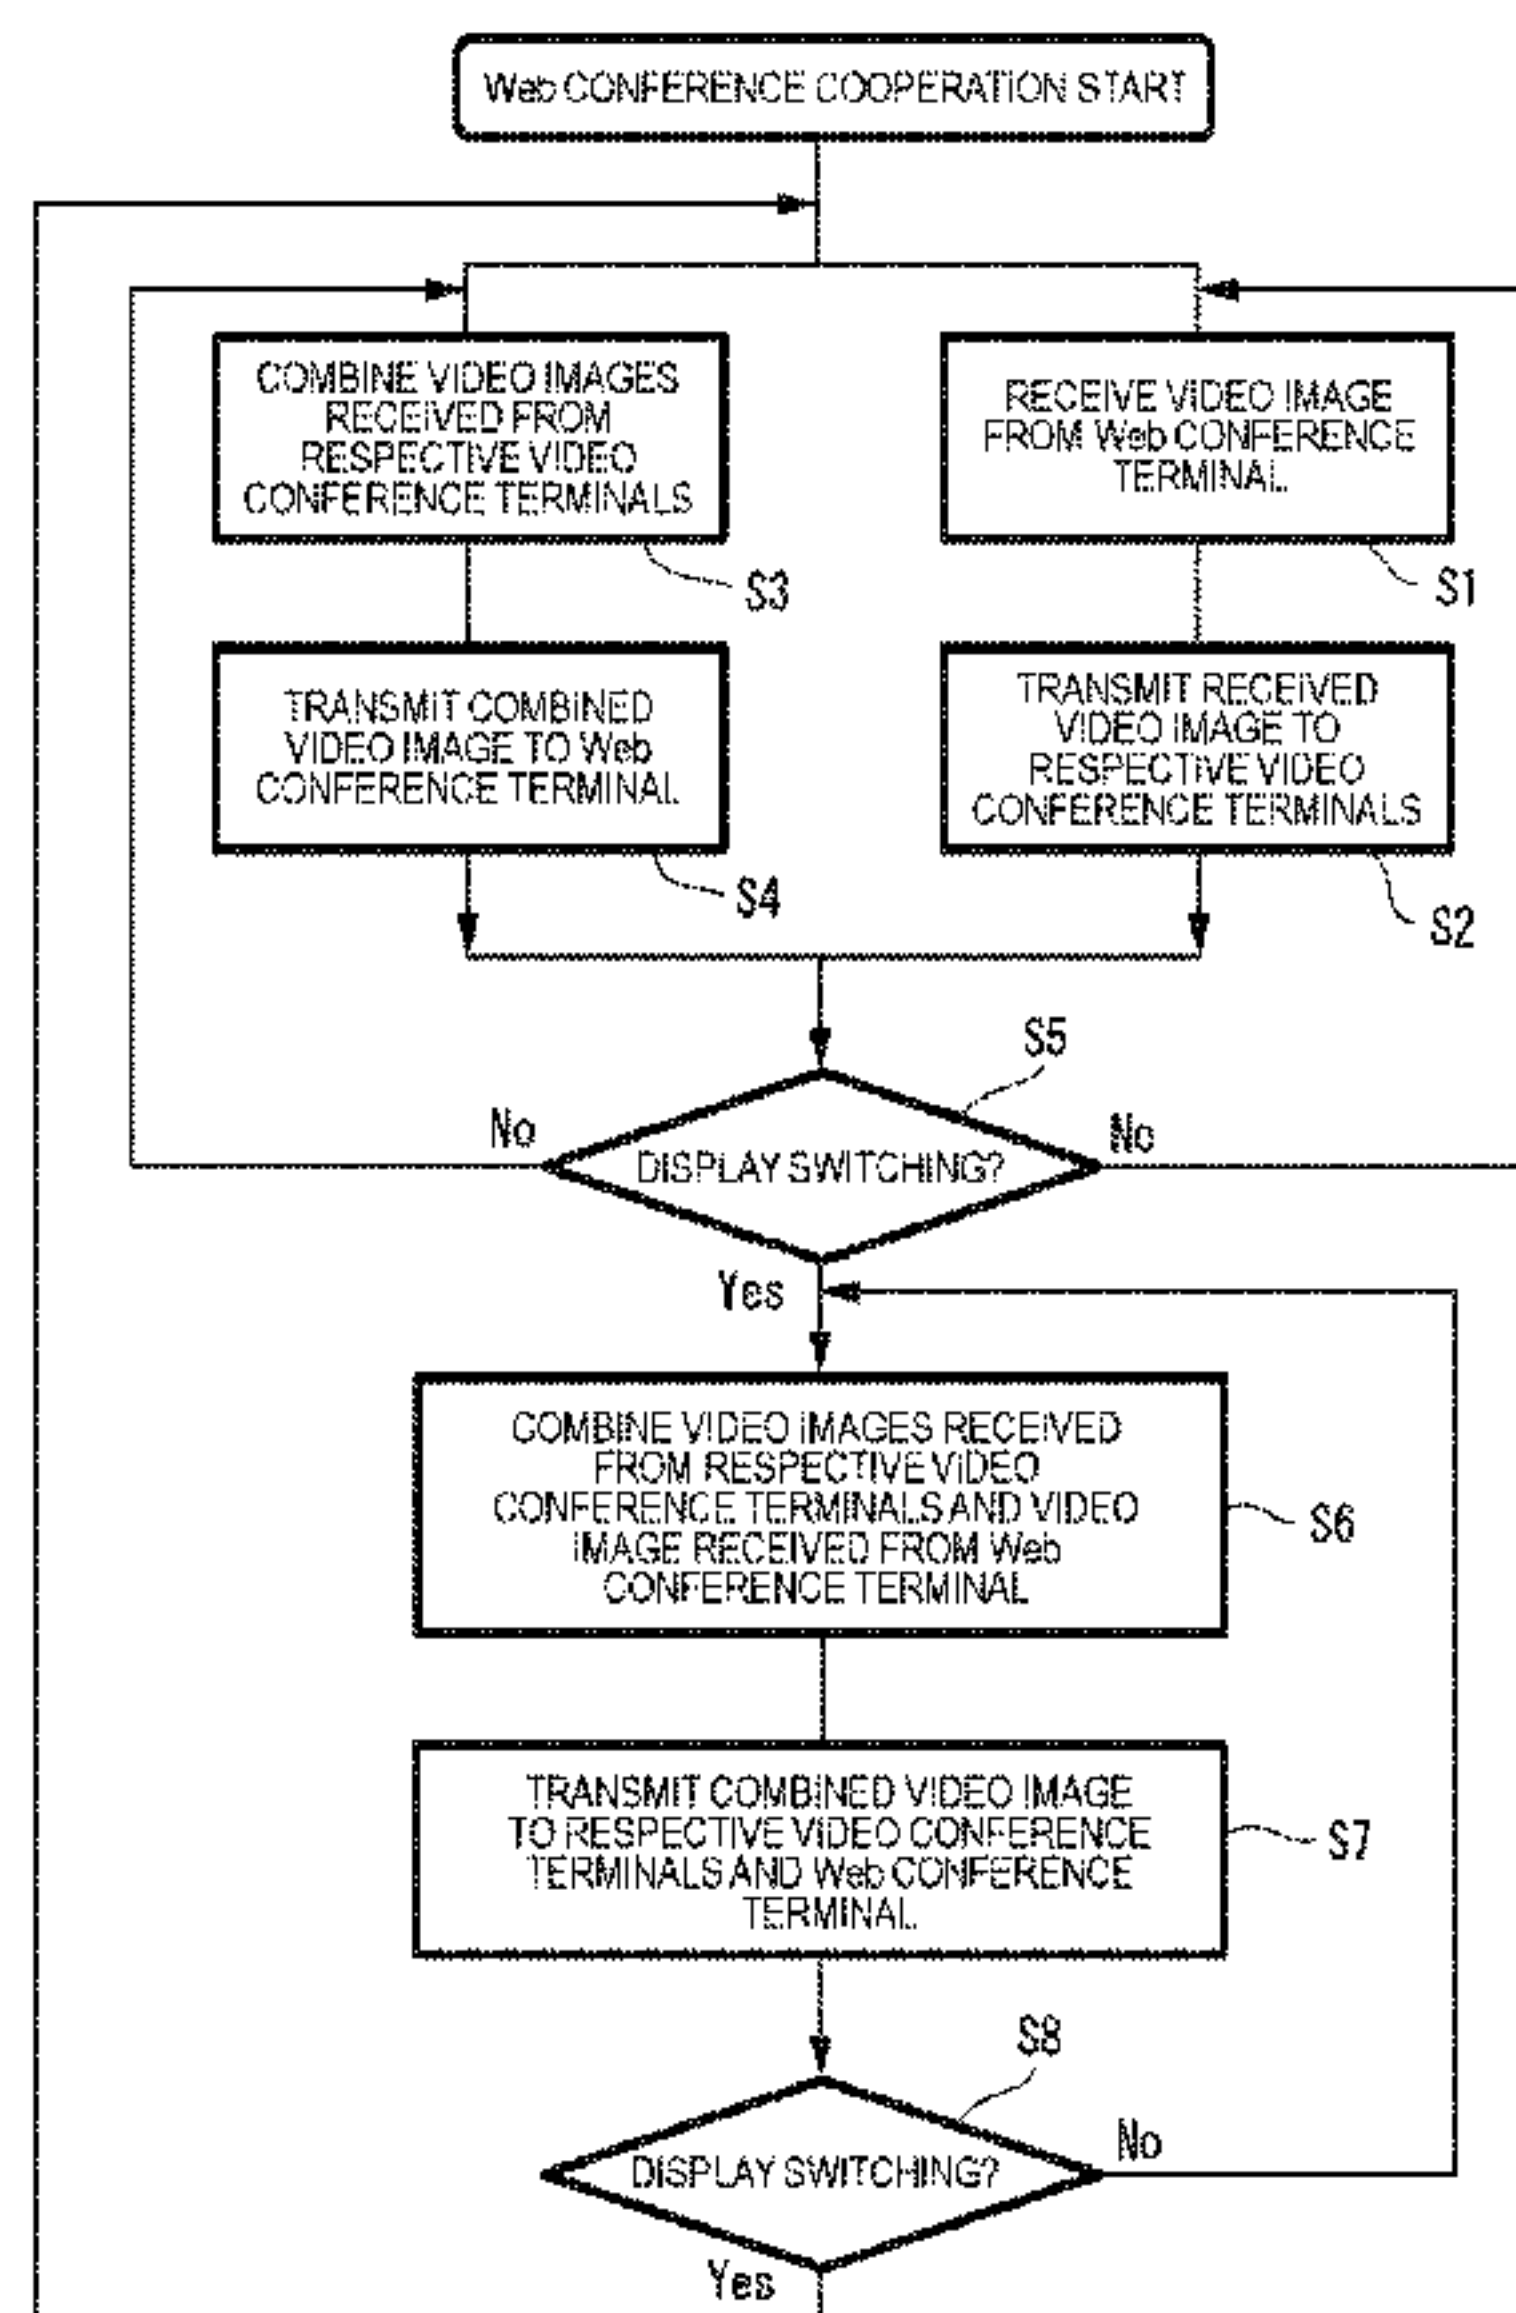 Web CONFERENCE COOPERATION START
COMBINE VIDEO IMAGES
RECEIVED FROM
RESPECTIVE VIDEO
CONFERENCE TERMINALS
S3
RECEIVE VIDEO IMAGE
FROM Web CONFERENCE
TERMINAL
S1
TRANSMIT COMBINED
VIDEO IMAGE TO Web
CONFERENCE TERMINAL
S4
TRANSMIT RECEIVED
VIDEO IMAGE TO
RESPECTIVE VIDEO
CONFERENCE TERMINALS
S2
S5
No
DISPLAY SWITCHING?
No
Yes
COMBINE VIDEO IMAGES RECEIVED
FROM RESPECTIVE VIDEO
CONFERENCE TERMINALS AND VIDEO
IMAGE RECEIVED FROM Web
CONFERENCE TERMINAL
S6
TRANSMIT COMBINED VIDEO IMAGE
TO RESPECTIVE VIDEO CONFERENCE
TERMINALS AND Web CONFERENCE
TERMINAL
S7
S8
DISPLAY SWITCHING?
No
Yes